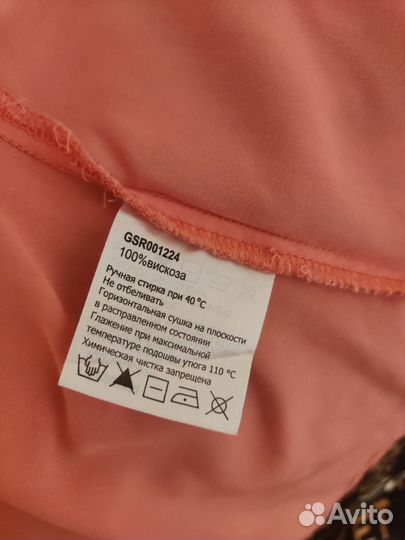 GSR001224
100%вискоза
Ручная стирка при 40 °C
Не отбеливать
Горизонтальная сушка на плоскости
в расправленном состоянии
Глажение при максимальной
температуре подошвы утюга 110 °C
Химическая чистка запрещена
Avito